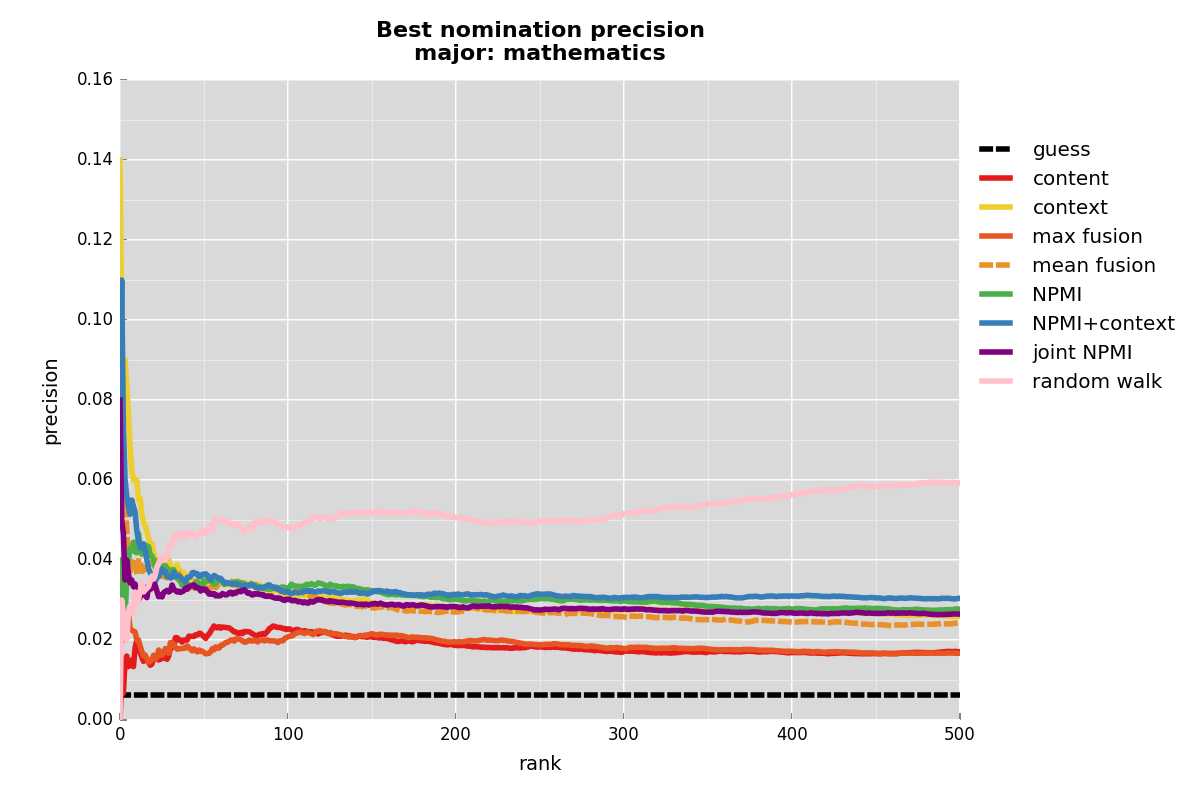 Best nomination precision
major: mathematics
0.16
0.14
0.12
0.10
0.08
0.06
0.04
0.02
0.00
precision
0
100
200
300
400
500
rank
guess
content
context
max fusion
mean fusion
NPMI
NPMI+context
joint NPMI
random walk